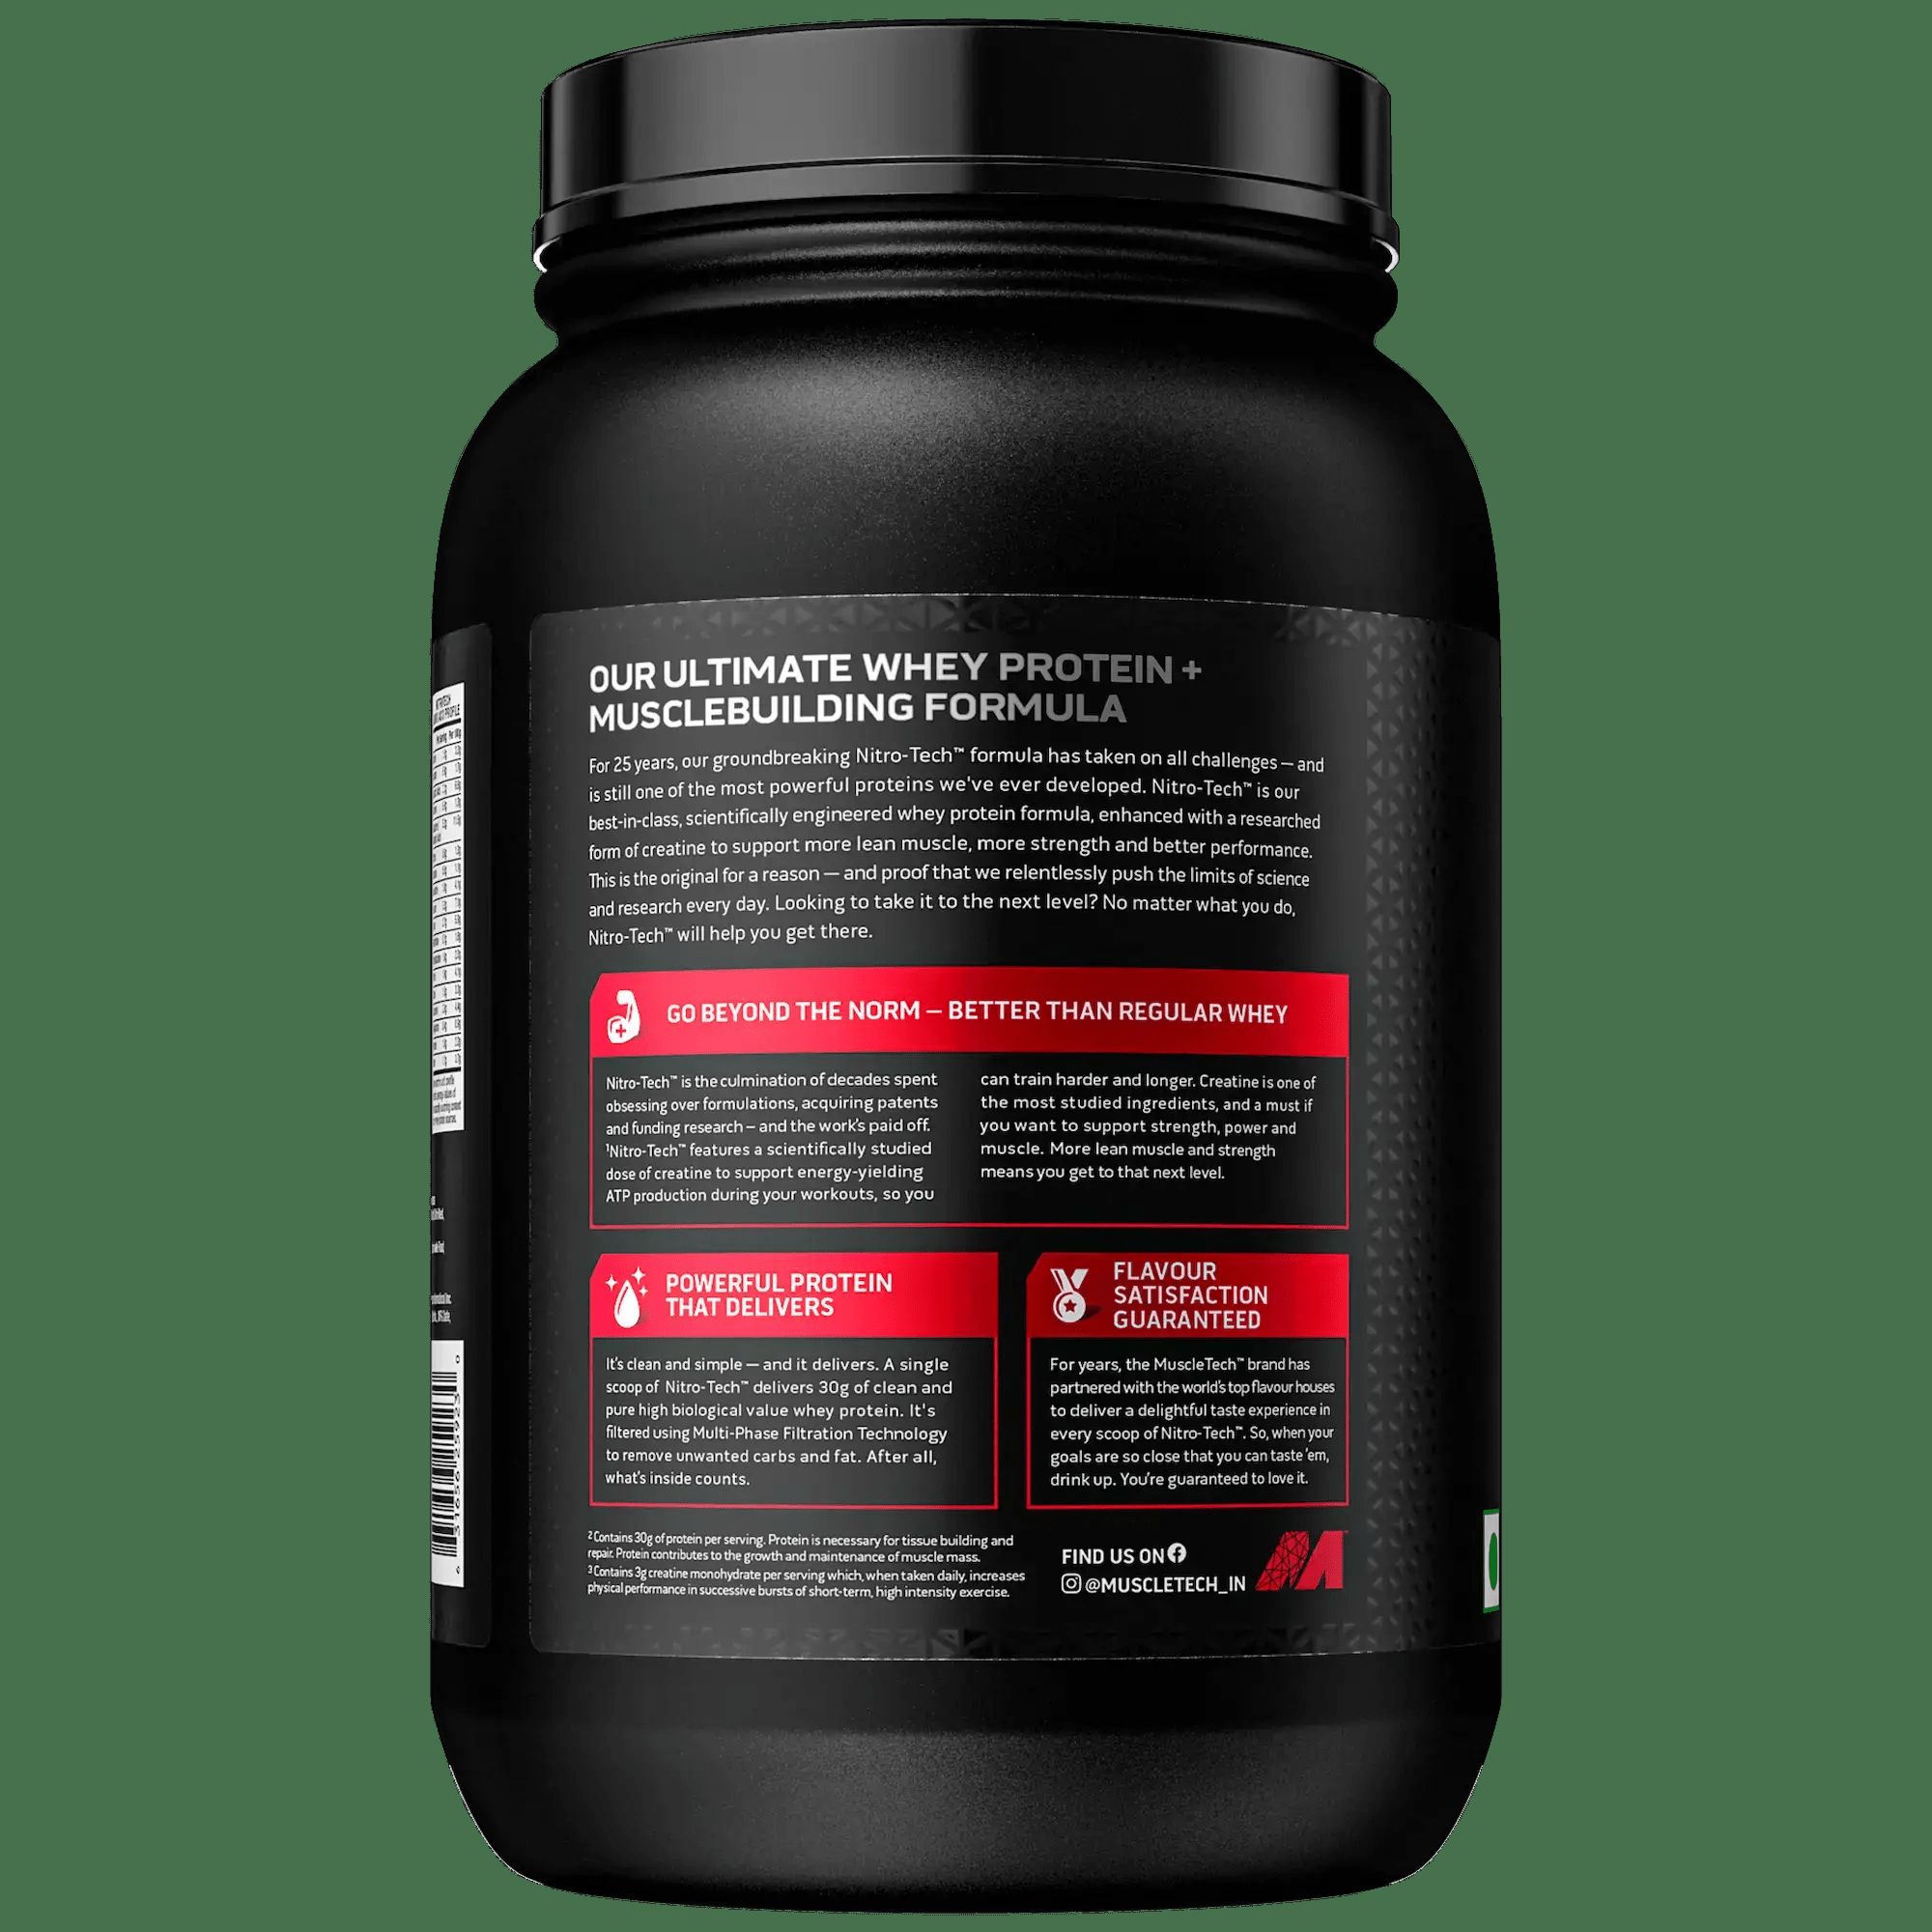 OUR ULTIMATE WHEY PROTEIN +
MUSCLEBUILDING FORMULA
For 25 years, our groundbreaking Nitro-Tech™ formula has taken on all challenges – and
is still one of the most powerful proteins we've ever developed. Nitro-Tech™ is our
best-in-class, scientifically engineered whey protein formula, enhanced with a researched
form of creatine to support more lean muscle, more strength and better performance.
This is the original for a reason – and proof that we relentlessly push the limits of science
and research every day. Looking to take it to the next level? No matter what you do,
Nitro-Tech™ will help you get there.
GO BEYOND THE NORM – BETTER THAN REGULAR WHEY
Nitro-Tech™ is the culmination of decades spent
obsessing over formulations, acquiring patents
and funding research – and the work's paid off.
¹Nitro-Tech™ features a scientifically studied
dose of creatine to support energy-yielding
ATP production during your workouts, so you
can train harder and longer. Creatine is one of
the most studied ingredients, and a must if
you want to support strength, power and
muscle. More lean muscle and strength
means you get to that next level.
POWERFUL PROTEIN
THAT DELIVERS
It's clean and simple – and it delivers. A single
scoop of Nitro-Tech™ delivers 30g of clean and
pure high biological value whey protein. It's
filtered using Multi-Phase Filtration Technology
to remove unwanted carbs and fat. After all,
what's inside counts.
FLAVOUR
SATISFACTION
GUARANTEED
For years, the MuscleTech™ brand has
partnered with the world's top flavour houses
to deliver a delightful taste experience in
every scoop of Nitro-Tech™. So, when your
goals are so close that you can taste 'em,
drink up. You're guaranteed to love it.
² Contains 30g of protein per serving. Protein is necessary for tissue building and
repair. Protein contributes to the growth and maintenance of muscle mass.
³ Contains 3g creatine monohydrate per serving which, when taken daily, increases
physical performance in successive bursts of short-term, high intensity exercise.
FIND US ON
@MUSCLETECH_IN